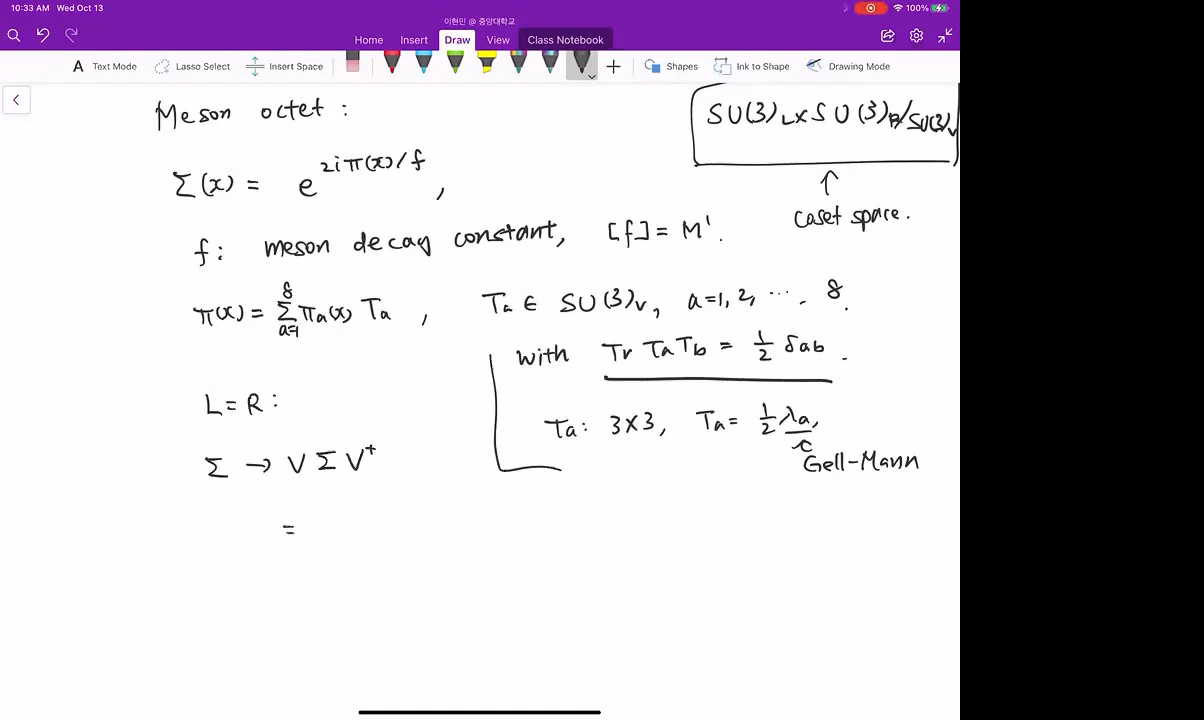 10:33 AM Wed Oct 13
100%
이현민 @ 중앙대학교
Home Insert Draw View Class Notebook
A Text Mode Lasso Select Insert Space Shapes Ink to Shape Drawing Mode
Meson octet :
SU(3)L×SU(3)R/SU(3)V
Σ(x) = e^{2iπ(x)/f} ,
↑
coset space.
f: meson decay constant, [f] = M¹.
π(x) = Σ_{a=1}^{8} πa(x) Ta , Ta ∈ SU(3)V, a=1, 2, ⋯ . 8.
with Tr TaTb = ½ δab .
L = R :
Ta: 3×3, Ta = ½ λa,
Gell-Mann
Σ → V Σ V†
=